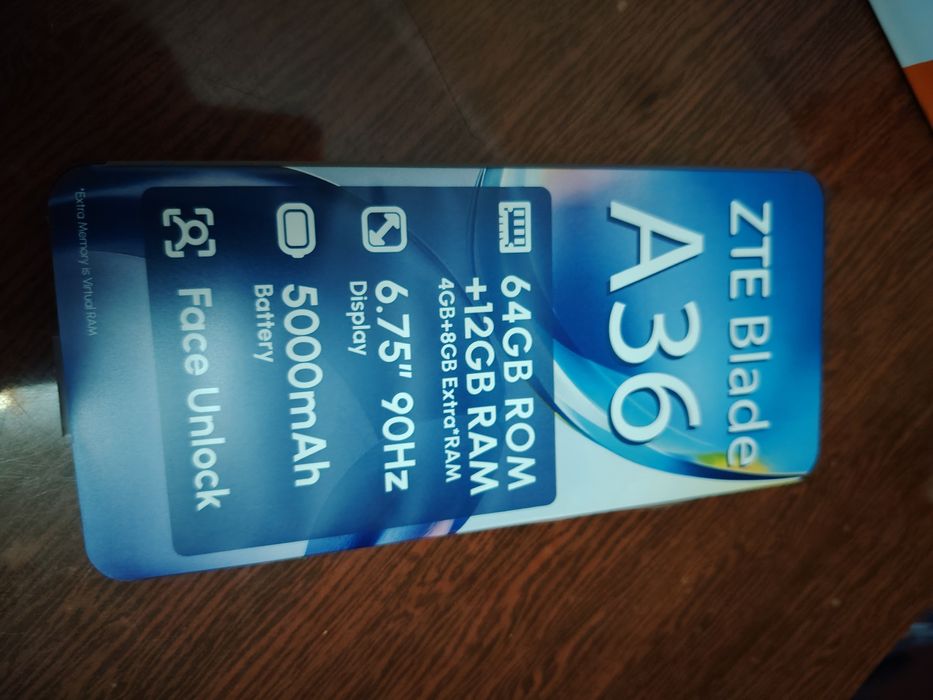 ZTE Blade
A36
64GB ROM
+12GB RAM
4GB+8GB Extra*RAM
6.75" 90Hz
Display
5000mAh
Battery
Face Unlock
*Extra Memory is Virtual RAM